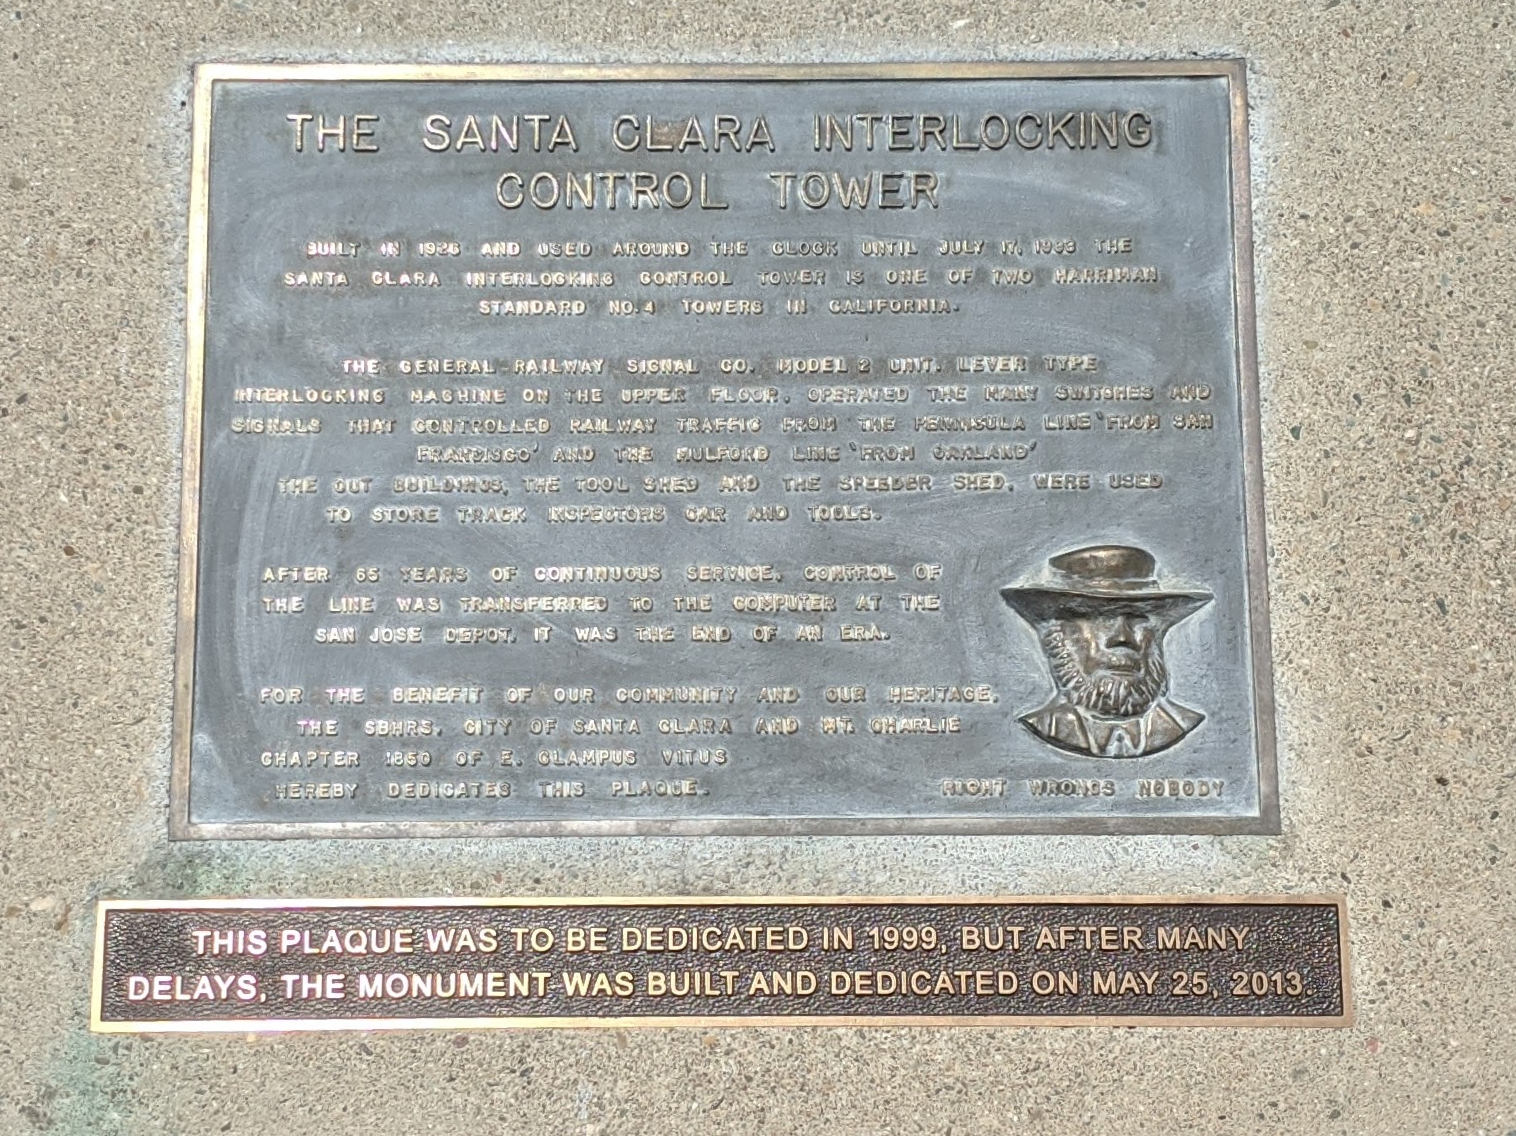 THE SANTA CLARA INTERLOCKING
CONTROL TOWER
BUILT IN 1926 AND USED AROUND THE CLOCK UNTIL JULY 17, 1993 THE
SANTA CLARA INTERLOCKING CONTROL TOWER IS ONE OF TWO HARRIMAN
STANDARD NO. 4 TOWERS IN CALIFORNIA.
THE GENERAL RAILWAY SIGNAL CO. MODEL 2 UNIT. LEVER TYPE
INTERLOCKING MACHINE ON THE UPPER FLOOR. OPERATED THE MANY SWITCHES AND
SIGNALS THAT CONTROLLED RAILWAY TRAFFIC FROM THE PENINSULA LINE 'FROM SAN
FRANCISCO' AND THE MULFORD LINE 'FROM OAKLAND'
THE OUT BUILDINGS, THE TOOL SHED AND THE SPEEDER SHED. WERE USED
TO STORE TRACK INSPECTORS CAR AND TOOLS.
AFTER 65 YEARS OF CONTINUOUS SERVICE. CONTROL OF
THE LINE WAS TRANSFERRED TO THE COMPUTER AT THE
SAN JOSE DEPOT. IT WAS THE END OF AN ERA.
FOR THE BENEFIT OF OUR COMMUNITY AND OUR HERITAGE.
THE SBHRS. CITY OF SANTA CLARA AND MT. CHARLIE
CHAPTER 1850 OF E. CLAMPUS VITUS
HEREBY DEDICATES THIS PLAQUE.
RIGHT WRONGS NOBODY
THIS PLAQUE WAS TO BE DEDICATED IN 1999, BUT AFTER MANY
DELAYS, THE MONUMENT WAS BUILT AND DEDICATED ON MAY 25, 2013.